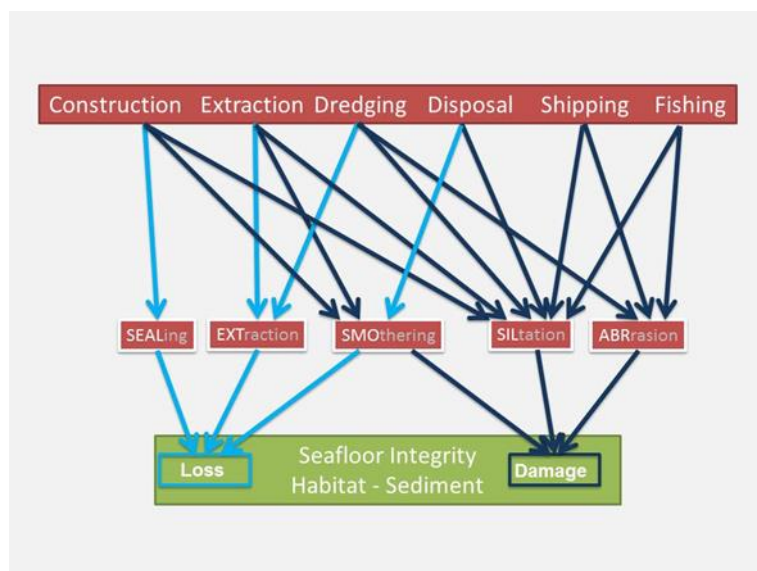 Construction Extraction Dredging Disposal Shipping Fishing
SEALing EXTraction SMOthering SILtation ABRrasion
Loss Seafloor Integrity Damage
Habitat - Sediment